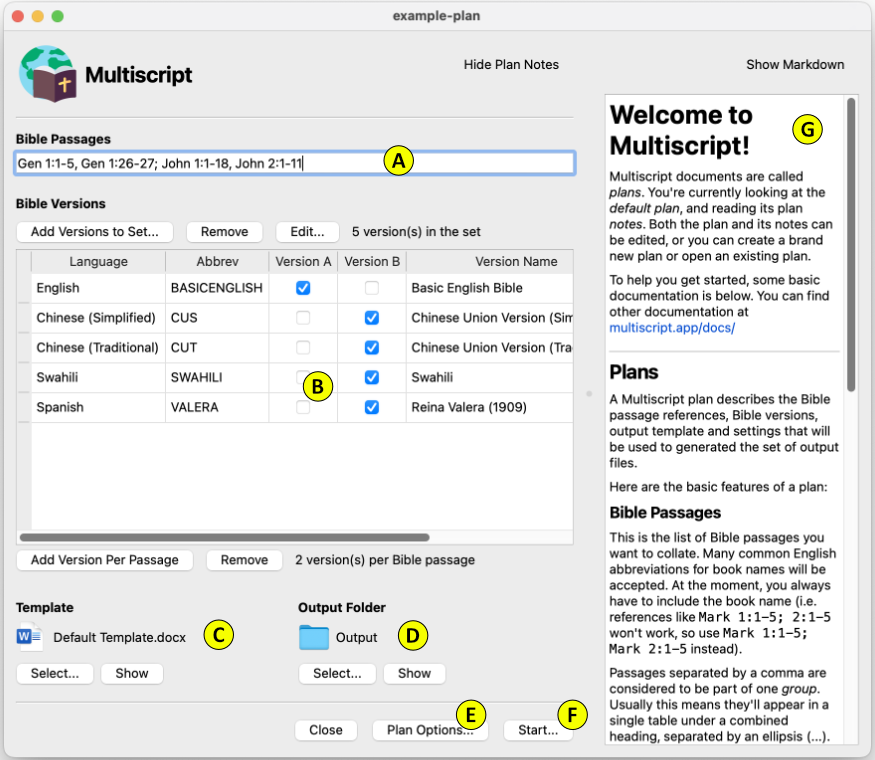 example-plan
Multiscript
Hide Plan Notes
Show Markdown
Bible Passages
Gen 1:1-5, Gen 1:26-27; John 1:1-18, John 2:1-11
A
Bible Versions
Add Versions to Set... Remove Edit... 5 version(s) in the set
Language Abbrev Version A Version B Version Name
English BASICENGLISH Basic English Bible
Chinese (Simplified) CUS Chinese Union Version (Sim
Chinese (Traditional) CUT Chinese Union Version (Tra
Swahili SWAHILI Swahili
B
Spanish VALERA Reina Valera (1909)
Add Version Per Passage Remove 2 version(s) per Bible passage
Template
Default Template.docx
C
Select... Show
Output Folder
Output
D
Select... Show
E
F
Close Plan Options... Start...
Welcome to
Multiscript!
G
Multiscript documents are called
plans. You're currently looking at the
default plan, and reading its plan
notes. Both the plan and its notes can
be edited, or you can create a brand
new plan or open an existing plan.
To help you get started, some basic
documentation is below. You can find
other documentation at
multiscript.app/docs/
Plans
A Multiscript plan describes the Bible
passage references, Bible versions,
output template and settings that will
be used to generated the set of output
files.
Here are the basic features of a plan:
Bible Passages
This is the list of Bible passages you
want to collate. Many common English
abbreviations for book names will be
accepted. At the moment, you always
have to include the book name (i.e.
references like Mark 1:1–5; 2:1–5
won't work, so use Mark 1:1–5;
Mark 2:1–5 instead).
Passages separated by a comma are
considered to be part of one group.
Usually this means they'll appear in a
single table under a combined
heading, separated by an ellipsis (...).